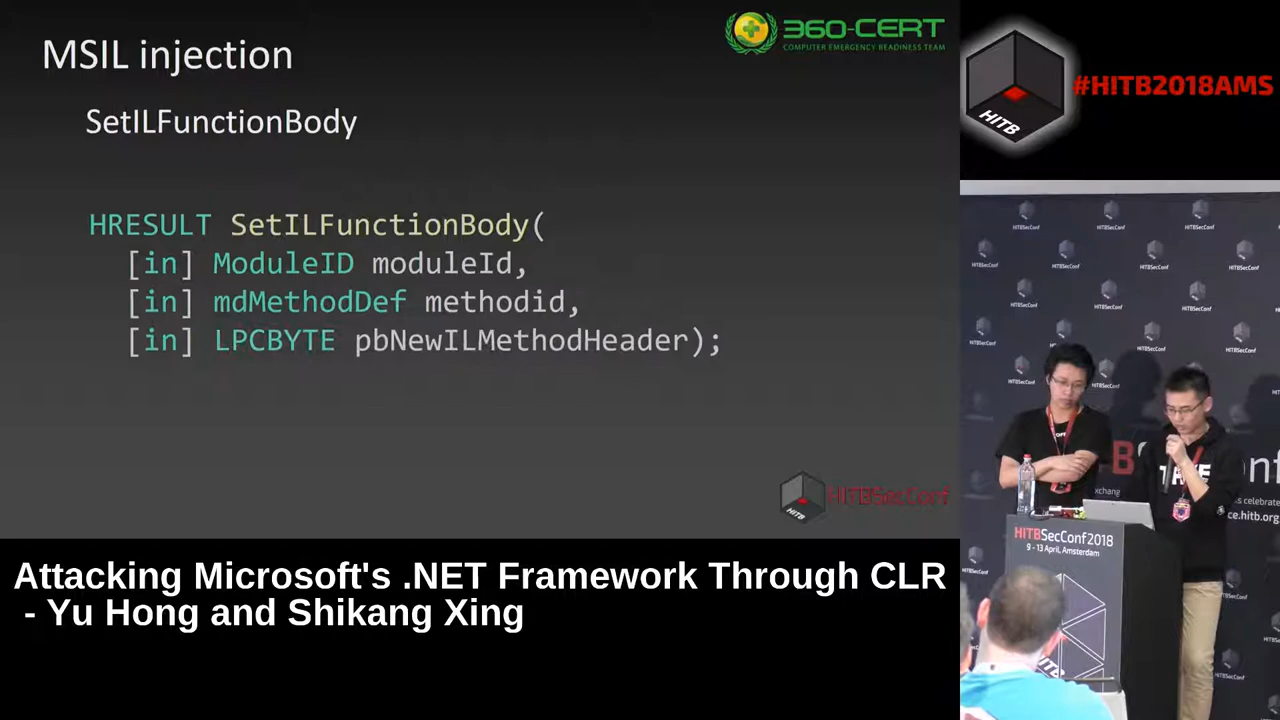 MSIL injection
360-CERT
COMPUTER EMERGENCY READINESS TEAM
SetILFunctionBody
HRESULT SetILFunctionBody(
[in] ModuleID moduleId,
[in] mdMethodDef methodid,
[in] LPCBYTE pbNewILMethodHeader);
HITB
HITBSecConf
Attacking Microsoft's .NET Framework Through CLR
- Yu Hong and Shikang Xing
HITB
#HITB2018AMS
HITBSecConf
HITBSecConf2018
9 - 13 April, Amsterdam